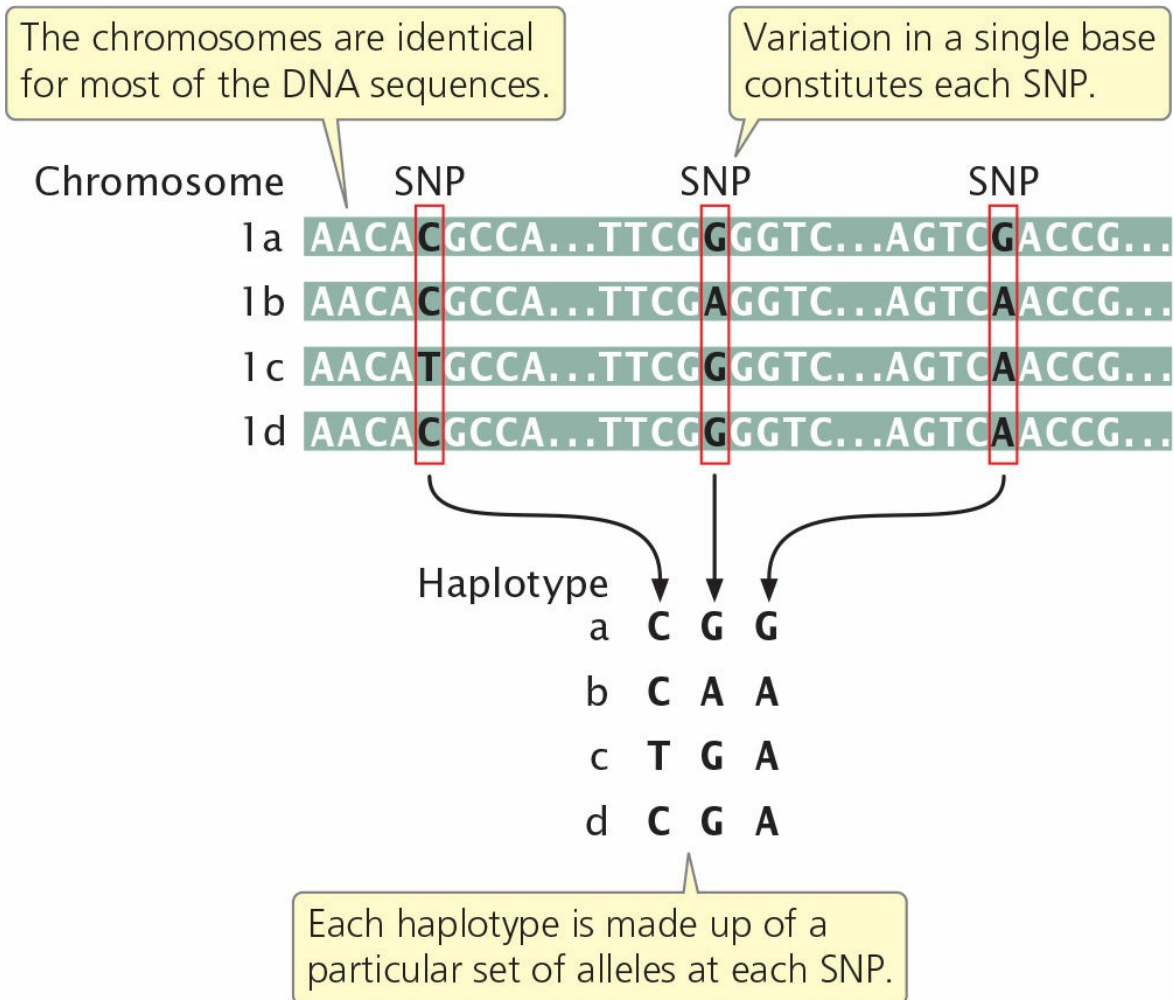 The chromosomes are identical
for most of the DNA sequences.
Variation in a single base
constitutes each SNP.
Chromosome SNP SNP SNP
1a AACACGCCA...TTCGGGGTC...AGTCGACCG...
1b AACACGCCA...TTCGAGGTC...AGTCAACCG...
1c AACATGCCA...TTCGGGGTC...AGTCAACCG...
1d AACACGCCA...TTCGGGGTC...AGTCAACCG...
Haplotype
a C G G
b C A A
c T G A
d C G A
Each haplotype is made up of a
particular set of alleles at each SNP.